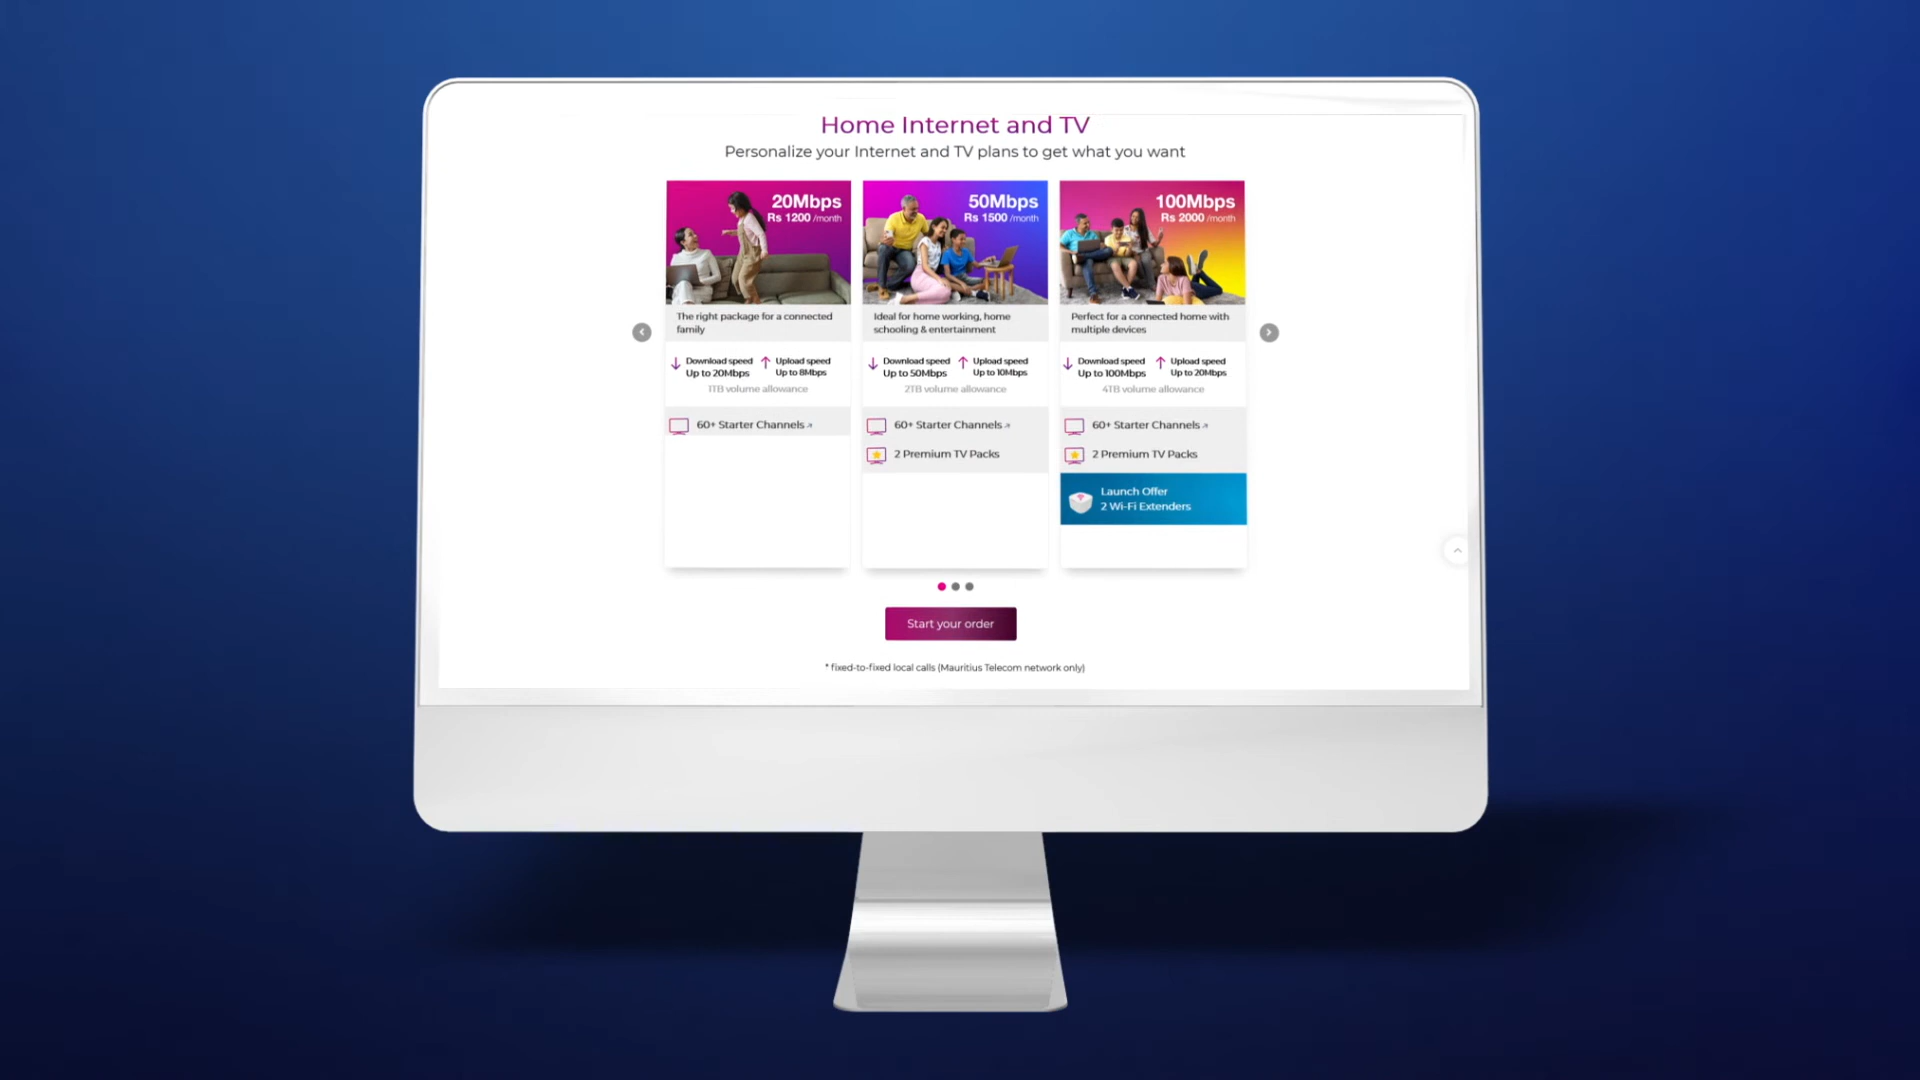 Home Internet and TV
Personalize your Internet and TV plans to get what you want
20Mbps
Rs 1200 /month
The right package for a connected
family
Download speed
Up to 20Mbps
Upload speed
Up to 8Mbps
1TB volume allowance
60+ Starter Channels
50Mbps
Rs 1500 /month
Ideal for home working, home
schooling & entertainment
Download speed
Up to 50Mbps
Upload speed
Up to 10Mbps
2TB volume allowance
60+ Starter Channels
2 Premium TV Packs
100Mbps
Rs 2000 /month
Perfect for a connected home with
multiple devices
Download speed
Up to 100Mbps
Upload speed
Up to 20Mbps
4TB volume allowance
60+ Starter Channels
2 Premium TV Packs
Launch Offer
2 Wi-Fi Extenders
Start your order
* fixed-to-fixed local calls (Mauritius Telecom network only)